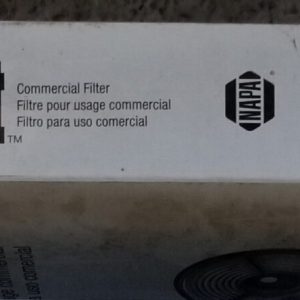 Commercial Filter
Filtre pour usage commercial
Filtro para uso comercial
TM
NAPA
®